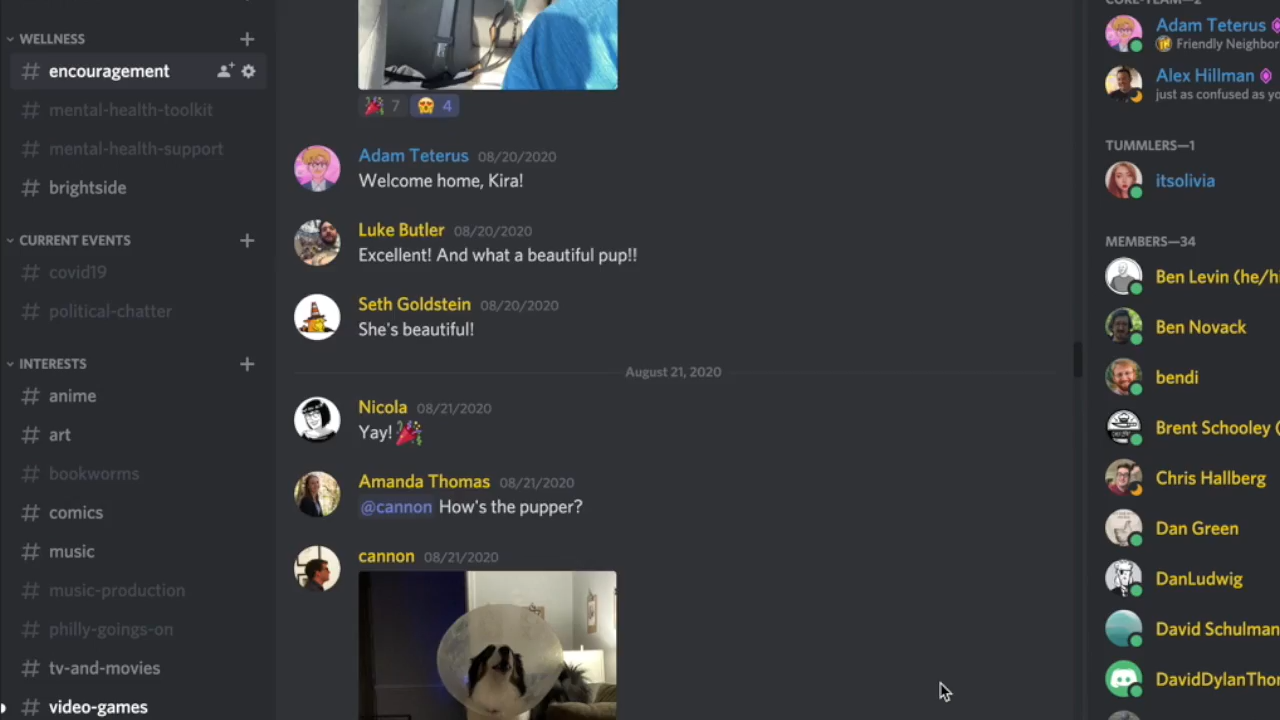 WELLNESS
encouragement
mental-health-toolkit
mental-health-support
brightside
CURRENT EVENTS
covid19
political-chatter
INTERESTS
anime
art
bookworms
comics
music
music-production
philly-goings-on
tv-and-movies
video-games
7 4
Adam Teterus 08/20/2020
Welcome home, Kira!
Luke Butler 08/20/2020
Excellent! And what a beautiful pup!!
Seth Goldstein 08/20/2020
She's beautiful!
August 21, 2020
Nicola 08/21/2020
Yay!
Amanda Thomas 08/21/2020
@cannon How's the pupper?
cannon 08/21/2020
CORE-TEAM—2
Adam Teterus
Friendly Neighbor
Alex Hillman
just as confused as yo
TUMMLERS—1
itsolivia
MEMBERS—34
Ben Levin (he/hi
Ben Novack
bendi
Brent Schooley (
Chris Hallberg
Dan Green
DanLudwig
David Schulman
DavidDylanThor